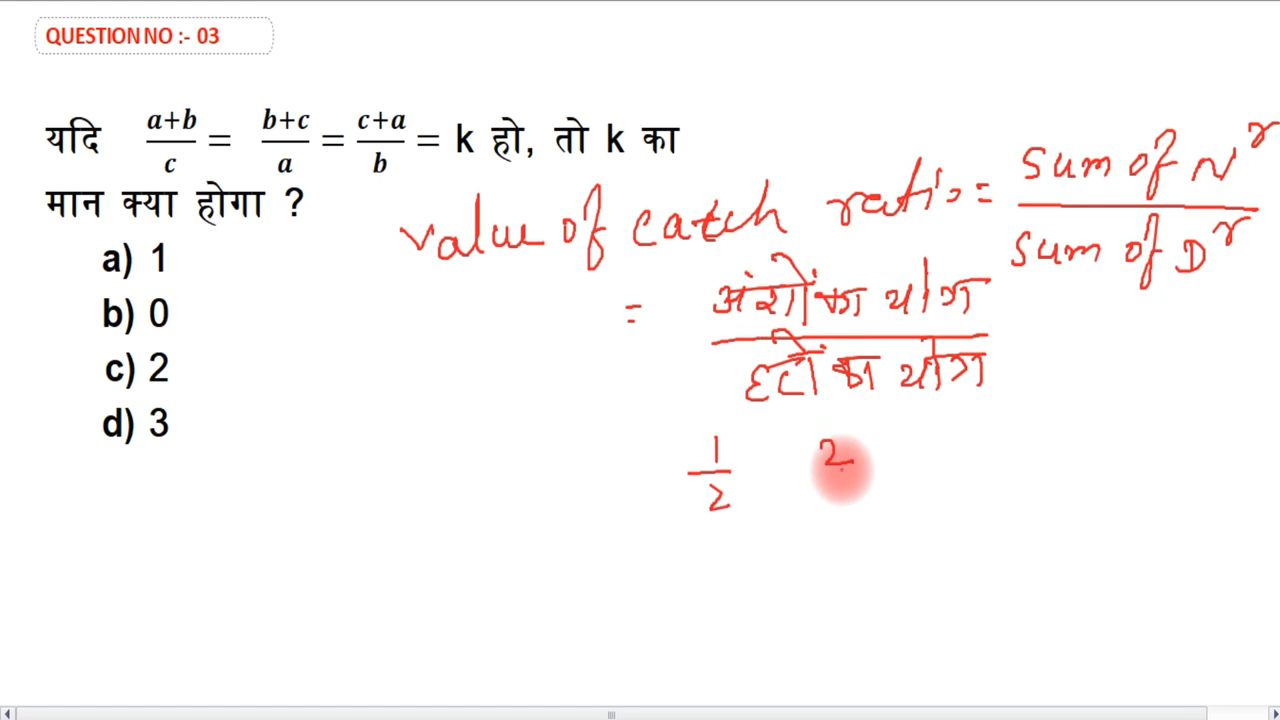 QUESTION NO :- 03
यदि a+b/c = b+c/a = c+a/b = k हो, तो k का
मान क्या होगा ?
a) 1
b) 0
c) 2
d) 3
value of eatch ratio = sum of Nr / sum of Dr
= अंशों का योग / हरों का योग
1/2 2